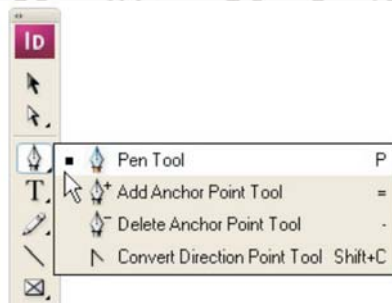 ID
Pen Tool P
T
Add Anchor Point Tool =
Delete Anchor Point Tool -
Convert Direction Point Tool Shift+C